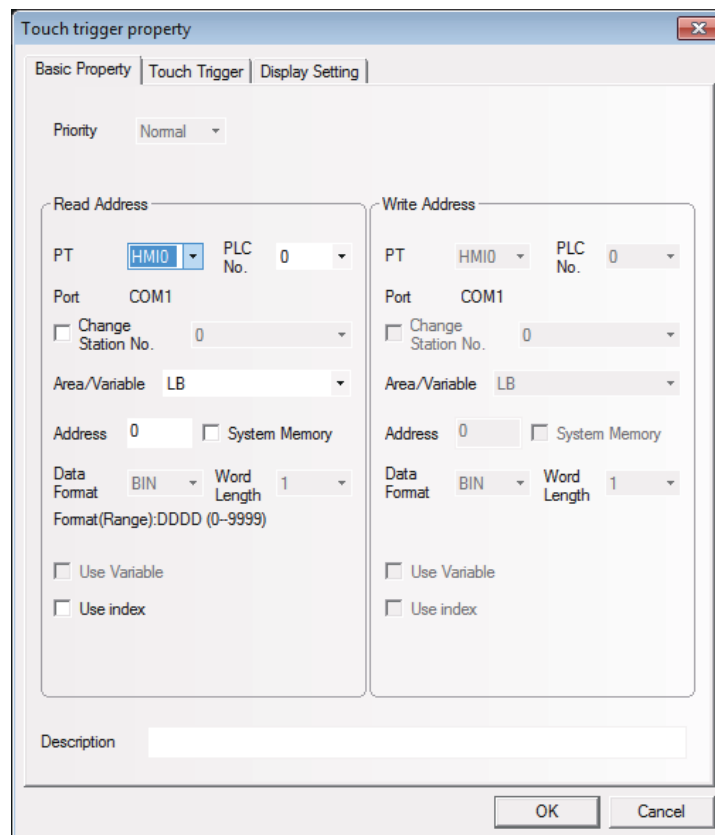 Touch trigger property
Basic Property Touch Trigger Display Setting
Priority Normal
Read Address
PT HMI0 PLC No. 0
Port COM1
Change Station No. 0
Area/Variable LB
Address 0 System Memory
Data Format BIN Word Length 1
Format(Range):DDDD (0--9999)
Use Variable
Use index
Write Address
PT HMI0 PLC No. 0
Port COM1
Change Station No. 0
Area/Variable LB
Address 0 System Memory
Data Format BIN Word Length 1
Use Variable
Use index
Description
OK Cancel